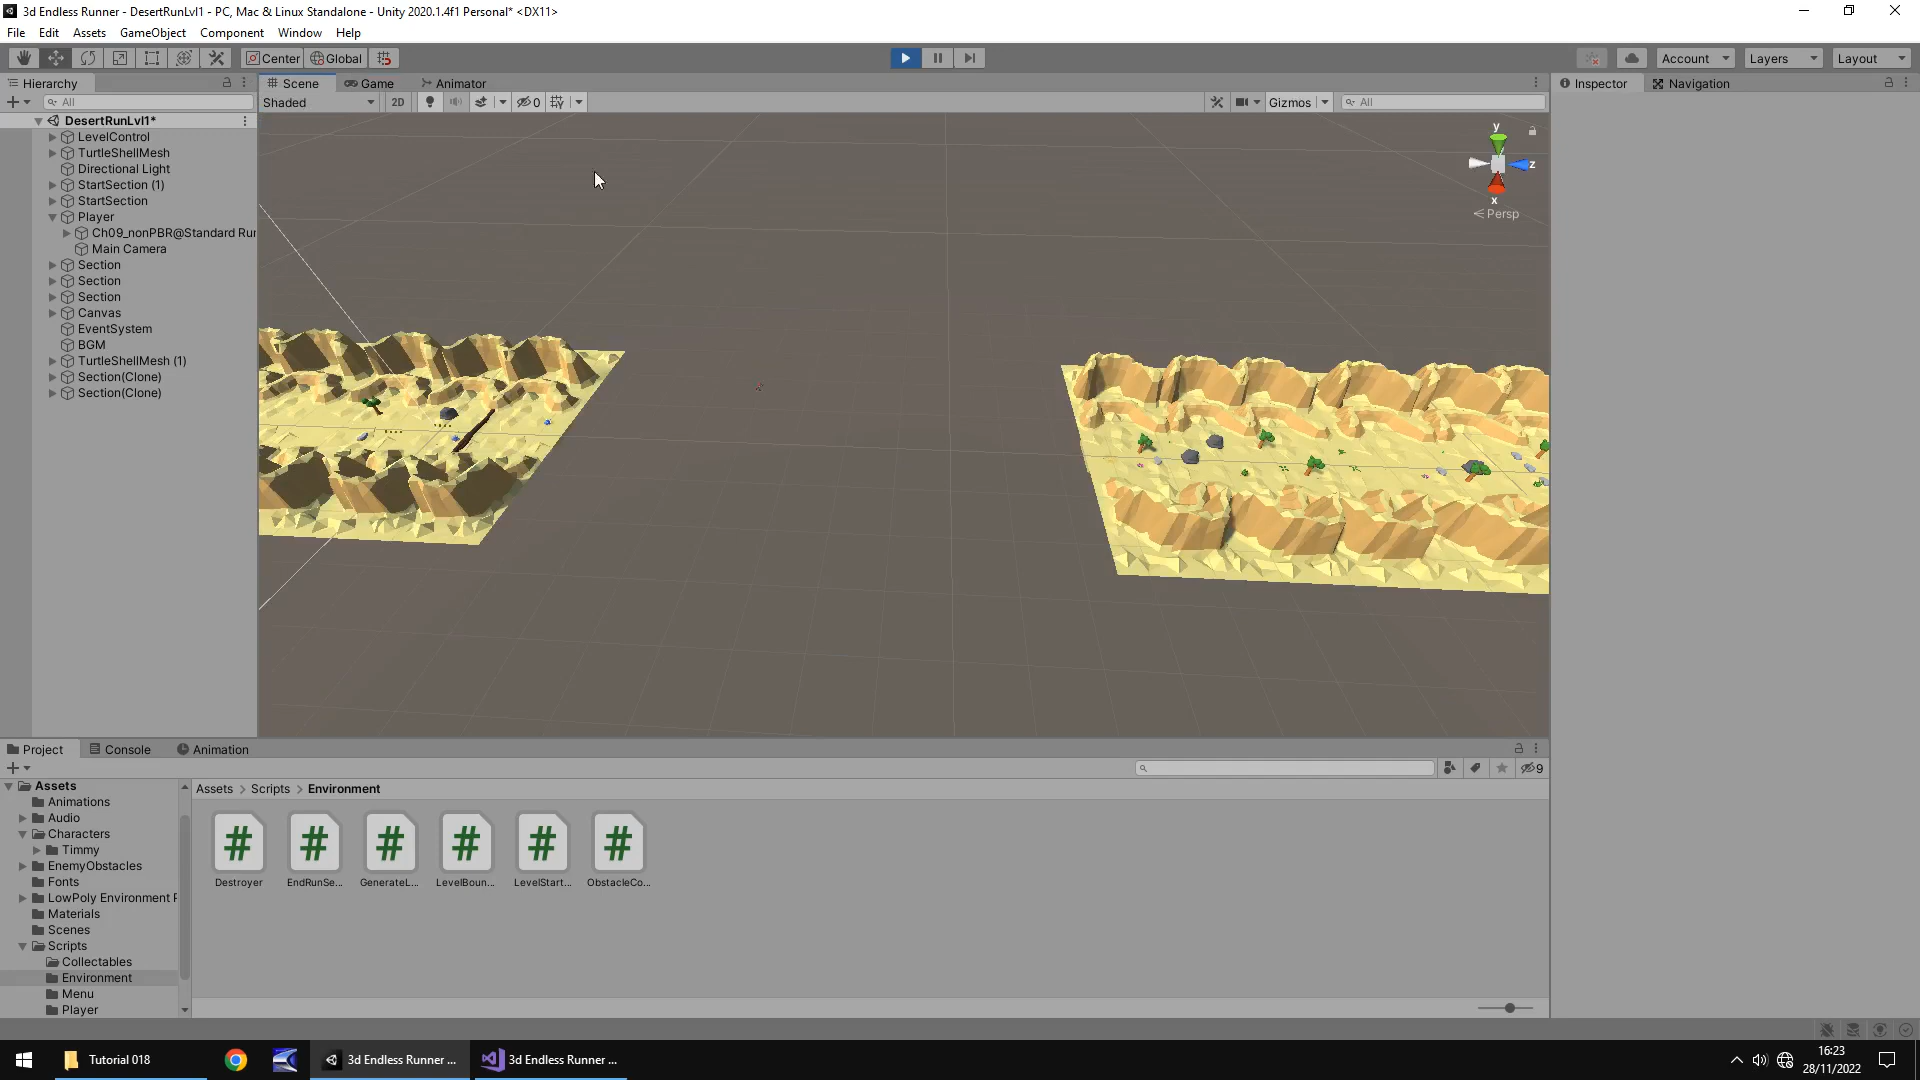 3d Endless Runner - DesertRunLvl1 - PC, Mac & Linux Standalone - Unity 2020.1.4f1 Personal* <DX11>
File Edit Assets GameObject Component Window Help
Center Global Account Layers Layout
Hierarchy
Scene Game Animator
Inspector Navigation
All
Shaded 2D 0 Gizmos All
DesertRunLvl1*
LevelControl
TurtleShellMesh
Directional Light
StartSection (1)
StartSection
Player
Ch09_nonPBR@Standard Rur
Main Camera
Section
Section
Section
Canvas
EventSystem
BGM
TurtleShellMesh (1)
Section(Clone)
Section(Clone)
y
z
x
Persp
Project Console Animation
9
Assets
Animations
Audio
Characters
Timmy
EnemyObstacles
Fonts
LowPoly Environment P
Materials
Scenes
Scripts
Collectables
Environment
Menu
Player
Assets > Scripts > Environment
# # # # # #
Destroyer EndRunSe... GenerateL... LevelBoun... LevelStart... ObstacleCo...
Tutorial 018 3d Endless Runner ... 3d Endless Runner ...
16:23
28/11/2022